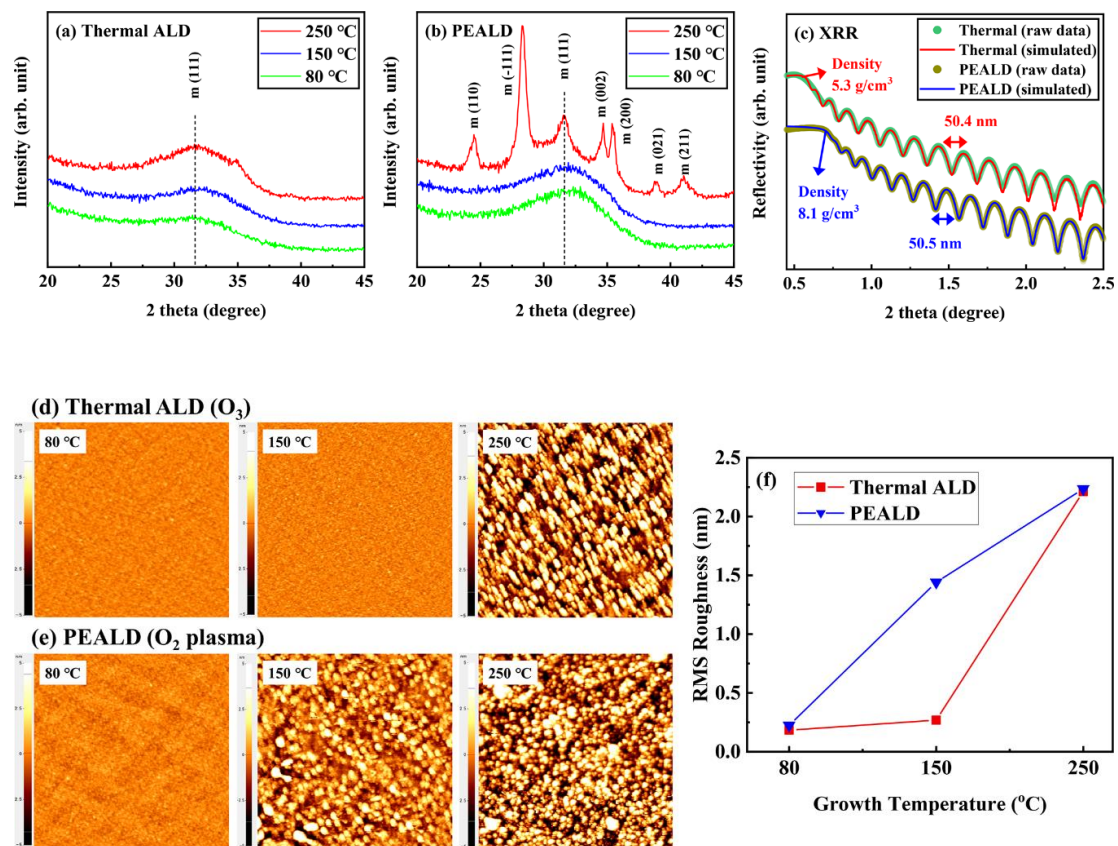 (a) Thermal ALD
250 °C
150 °C
80 °C
m (111)
Intensity (arb. unit)
20 25 30 35 40 45
2 theta (degree)
(b) PEALD
250 °C
150 °C
80 °C
m (110)
m (-111)
m (111)
m (002)
m (200)
m (021)
m (211)
Intensity (arb. unit)
20 25 30 35 40 45
2 theta (degree)
(c) XRR
Thermal (raw data)
Thermal (simulated)
PEALD (raw data)
PEALD (simulated)
Density
5.3 g/cm³
50.4 nm
Density
8.1 g/cm³
50.5 nm
Reflectivity (arb. unit)
0.5 1.0 1.5 2.0 2.5
2 theta (degree)
(d) Thermal ALD (O₃)
80 °C
150 °C
250 °C
(e) PEALD (O₂ plasma)
80 °C
150 °C
250 °C
(f)
Thermal ALD
PEALD
RMS Roughness (nm)
2.5
2.0
1.5
1.0
0.5
0.0
80 150 250
Growth Temperature (°C)